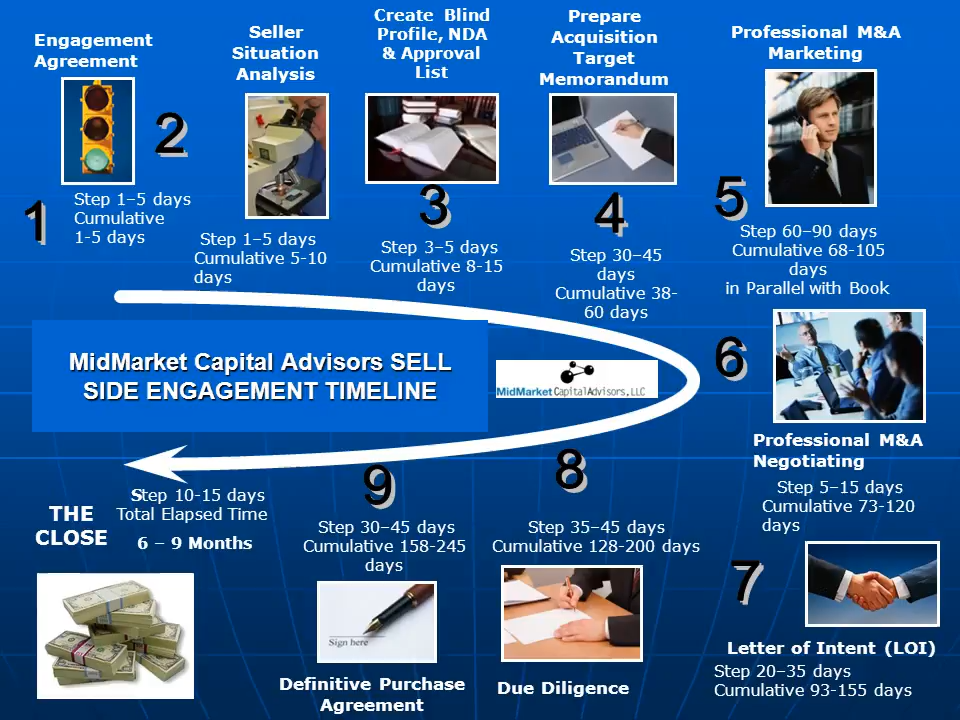 Engagement
Agreement
1
Step 1–5 days
Cumulative
1-5 days
2
Seller
Situation
Analysis
Step 1–5 days
Cumulative 5-10
days
Create Blind
Profile, NDA
& Approval
List
3
Step 3–5 days
Cumulative 8-15
days
Prepare
Acquisition
Target
Memorandum
4
Step 30–45
days
Cumulative 38-
60 days
Professional M&A
Marketing
5
Step 60–90 days
Cumulative 68-105
days
in Parallel with Book
MidMarket Capital Advisors SELL
SIDE ENGAGEMENT TIMELINE
MidMarket CapitalAdvisors, LLC
6
Professional M&A
Negotiating
Step 5–15 days
Cumulative 73-120
days
7
Letter of Intent (LOI)
Step 20–35 days
Cumulative 93-155 days
8
Step 35–45 days
Cumulative 128-200 days
Due Diligence
9
Step 30–45 days
Cumulative 158-245
days
Sign here
Definitive Purchase
Agreement
THE
CLOSE
Step 10-15 days
Total Elapsed Time
6 – 9 Months